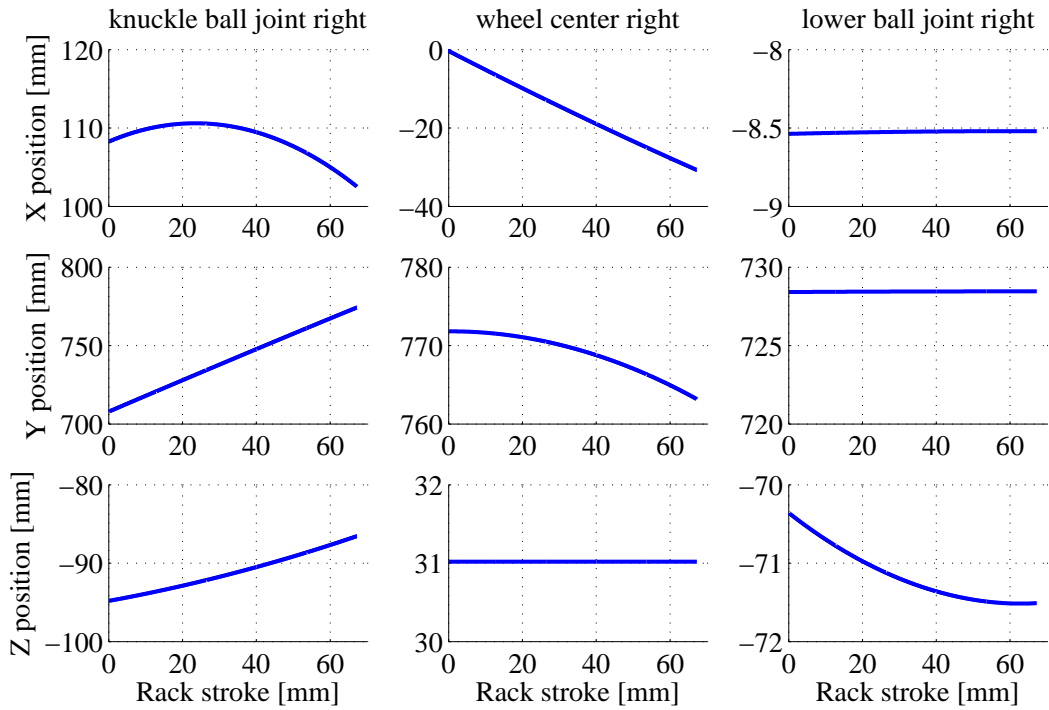 knuckle ball joint right wheel center right lower ball joint right
X position [mm]
120
110
100
0 20 40 60
0
−20
−40
0 20 40 60
−8
−8.5
−9
0 20 40 60
Y position [mm]
800
750
700
0 20 40 60
780
770
760
0 20 40 60
730
725
720
0 20 40 60
Z position [mm]
−80
−90
−100
0 20 40 60
Rack stroke [mm]
32
31
30
0 20 40 60
Rack stroke [mm]
−70
−71
−72
0 20 40 60
Rack stroke [mm]